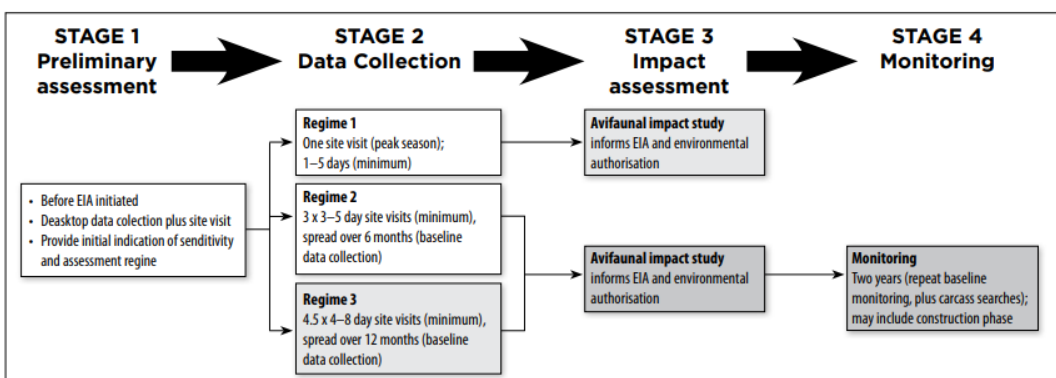 STAGE 1
Preliminary
assessment
STAGE 2
Data Collection
STAGE 3
Impact
assessment
STAGE 4
Monitoring
• Before EIA initiated
• Deasktop data colection plus site visit
• Provide initial indication of senditivity
and assessment regine
Regime 1
One site visit (peak season);
1–5 days (minimum)
Regime 2
3 x 3–5 day site visits (minimum),
spread over 6 months (baseline
data collection)
Regime 3
4.5 x 4–8 day site visits (minimum),
spread over 12 months (baseline
data collection)
Avifaunal impact study
informs EIA and environmental
authorisation
Avifaunal impact study
informs EIA and environmental
authorisation
Monitoring
Two years (repeat baseline
monitoring, plus carcass searches);
may include construction phase